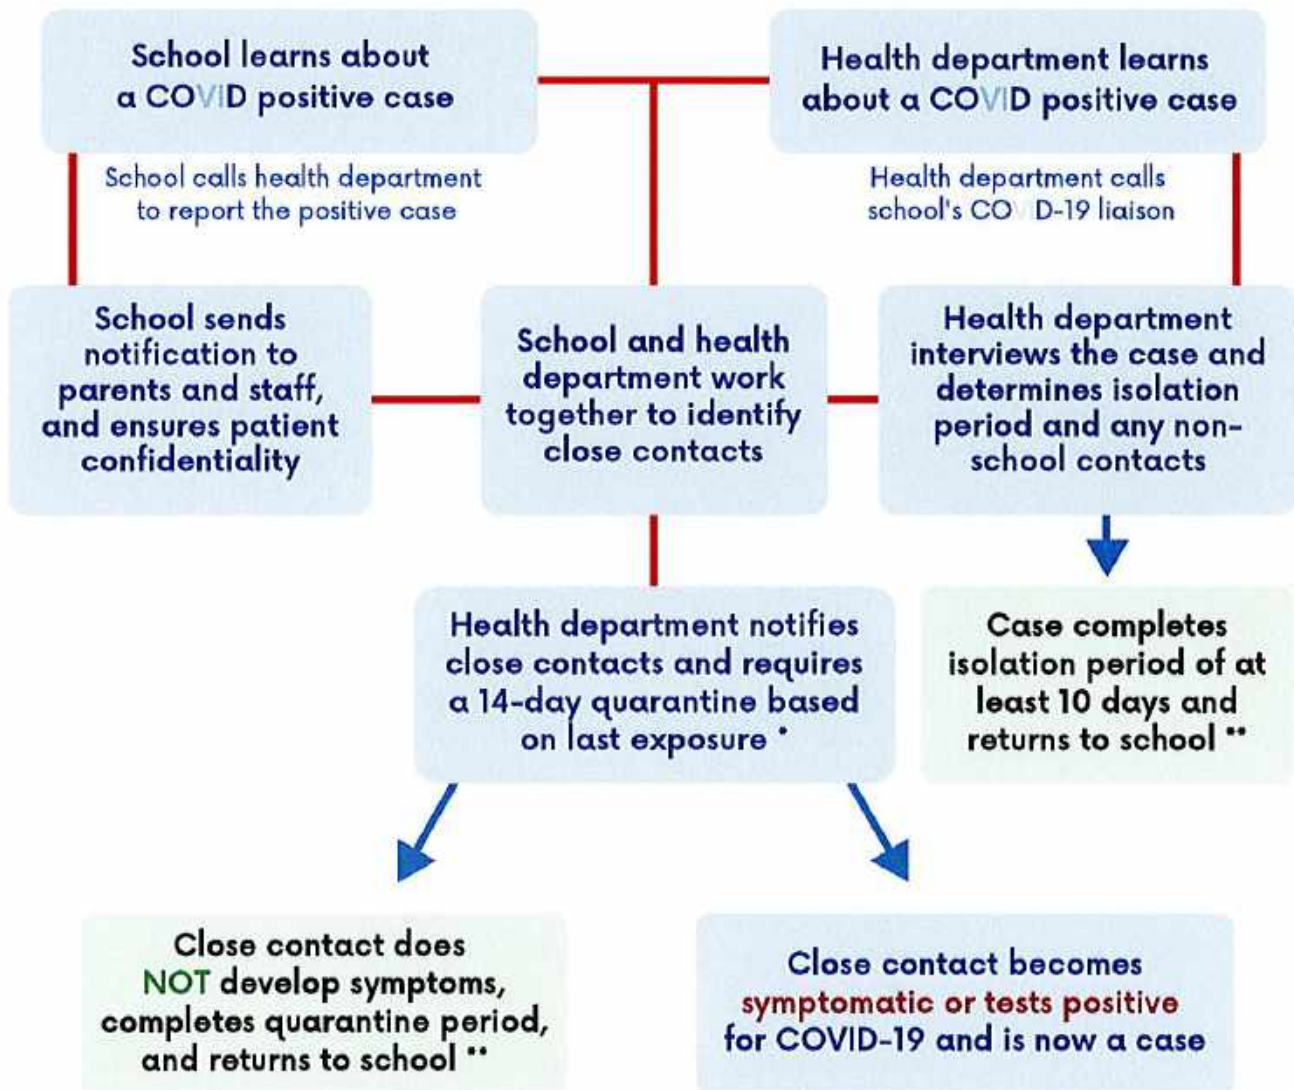 School learns about
a COVID positive case
Health department learns
about a COVID positive case
School calls health department
to report the positive case
Health department calls
school's COVID-19 liaison
School sends
notification to
parents and staff,
and ensures patient
confidentiality
School and health
department work
together to identify
close contacts
Health department
interviews the case and
determines isolation
period and any non-
school contacts
Health department notifies
close contacts and requires
a 14-day quarantine based
on last exposure *
Case completes
isolation period of at
least 10 days and
returns to school **
Close contact does
NOT develop symptoms,
completes quarantine period,
and returns to school **
Close contact becomes
symptomatic or tests positive
for COVID-19 and is now a case